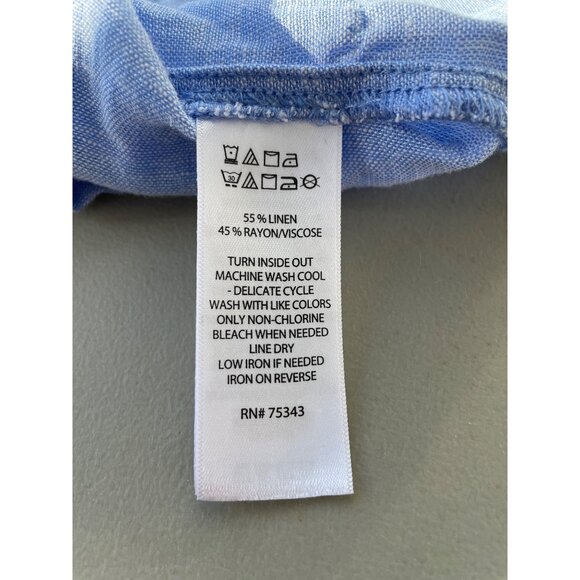 30
55 % LINEN
45 % RAYON/VISCOSE
TURN INSIDE OUT
MACHINE WASH COOL
- DELICATE CYCLE
WASH WITH LIKE COLORS
ONLY NON-CHLORINE
BLEACH WHEN NEEDED
LINE DRY
LOW IRON IF NEEDED
IRON ON REVERSE
RN# 75343